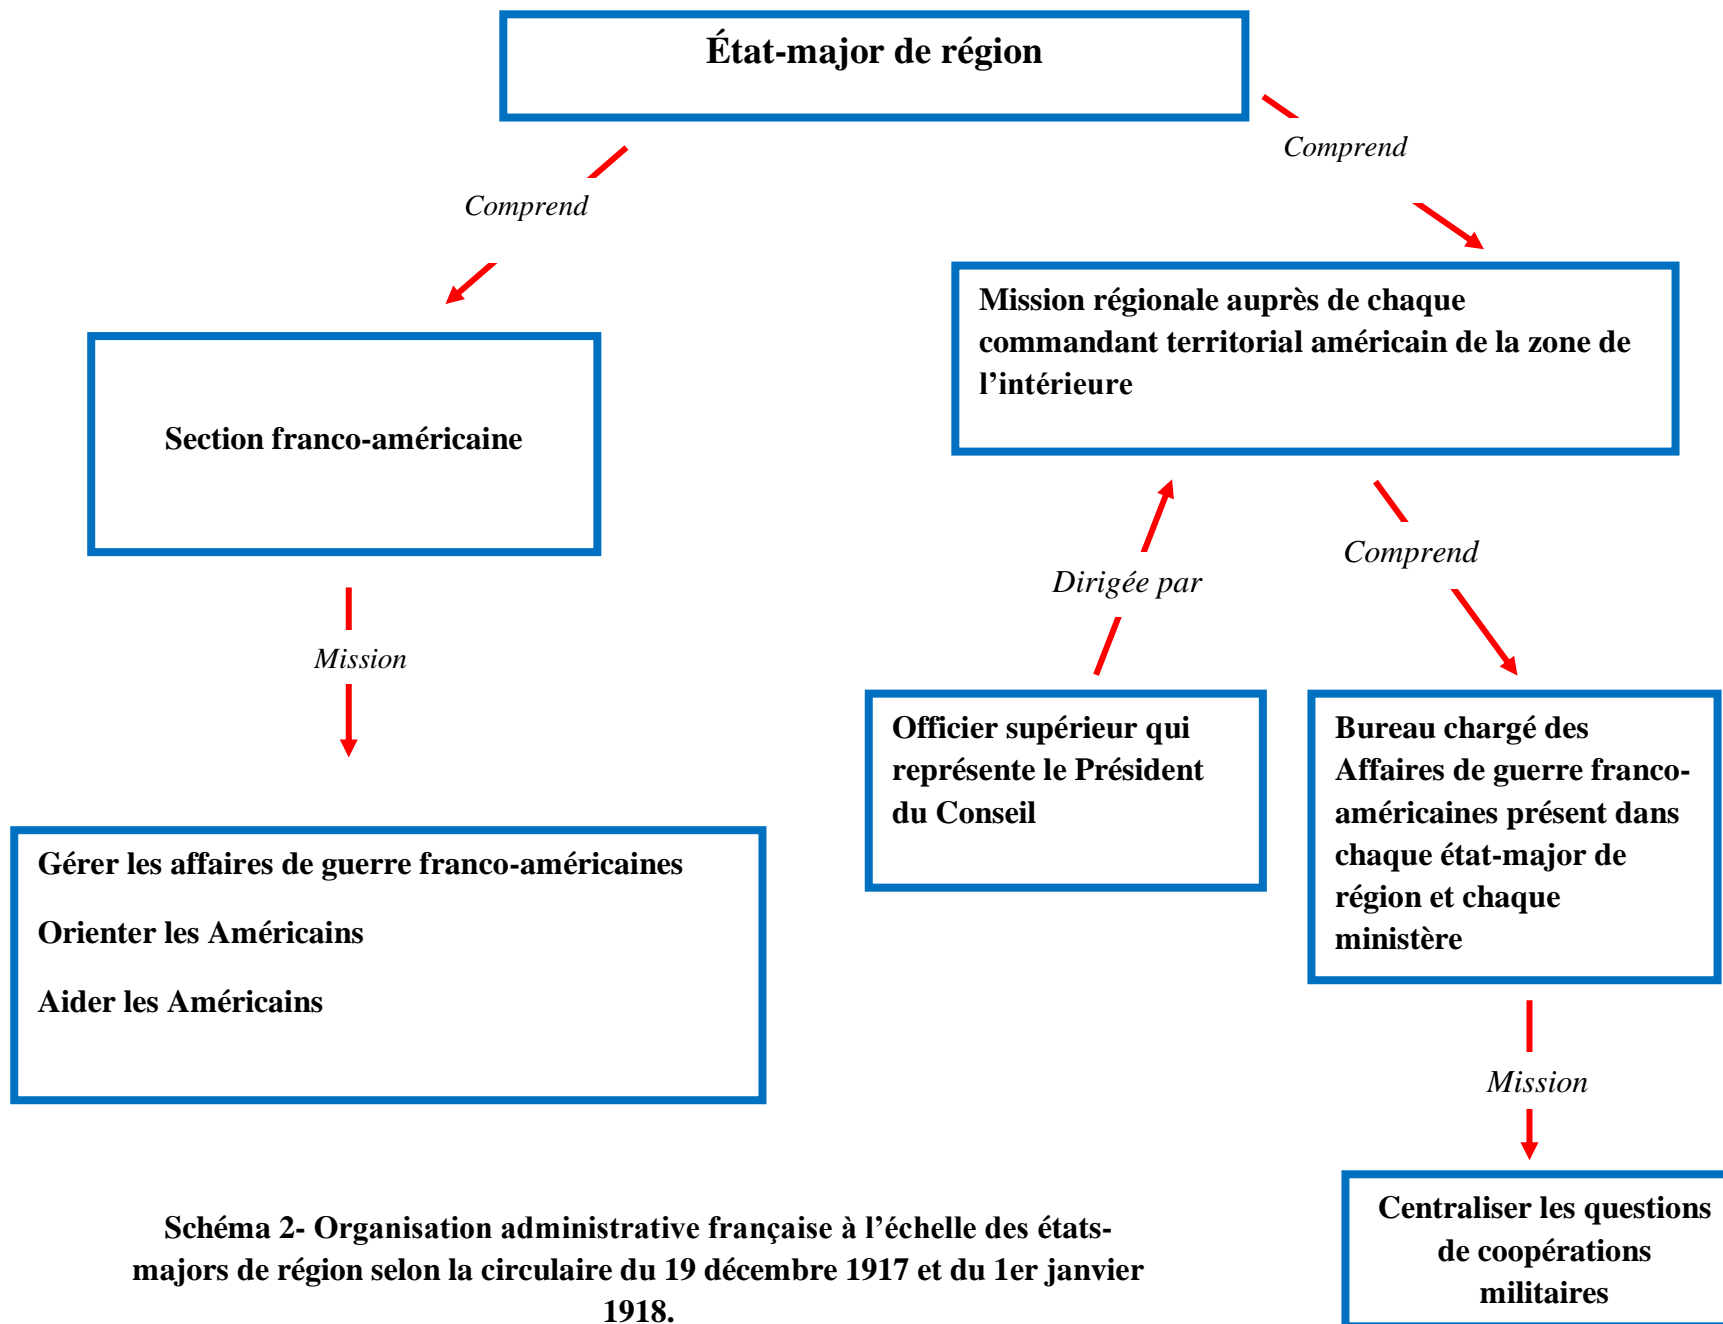 État-major de région
Comprend
Comprend
Mission régionale auprès de chaque
commandant territorial américain de la zone de
l’intérieure
Section franco-américaine
Dirigée par
Comprend
Mission
Officier supérieur qui
représente le Président
du Conseil
Bureau chargé des
Affaires de guerre franco-
américaines présent dans
chaque état-major de
région et chaque
ministère
Gérer les affaires de guerre franco-américaines
Orienter les Américains
Aider les Américains
Mission
Centraliser les questions
de coopérations
militaires
Schéma 2- Organisation administrative française à l’échelle des états-
majors de région selon la circulaire du 19 décembre 1917 et du 1er janvier
1918.